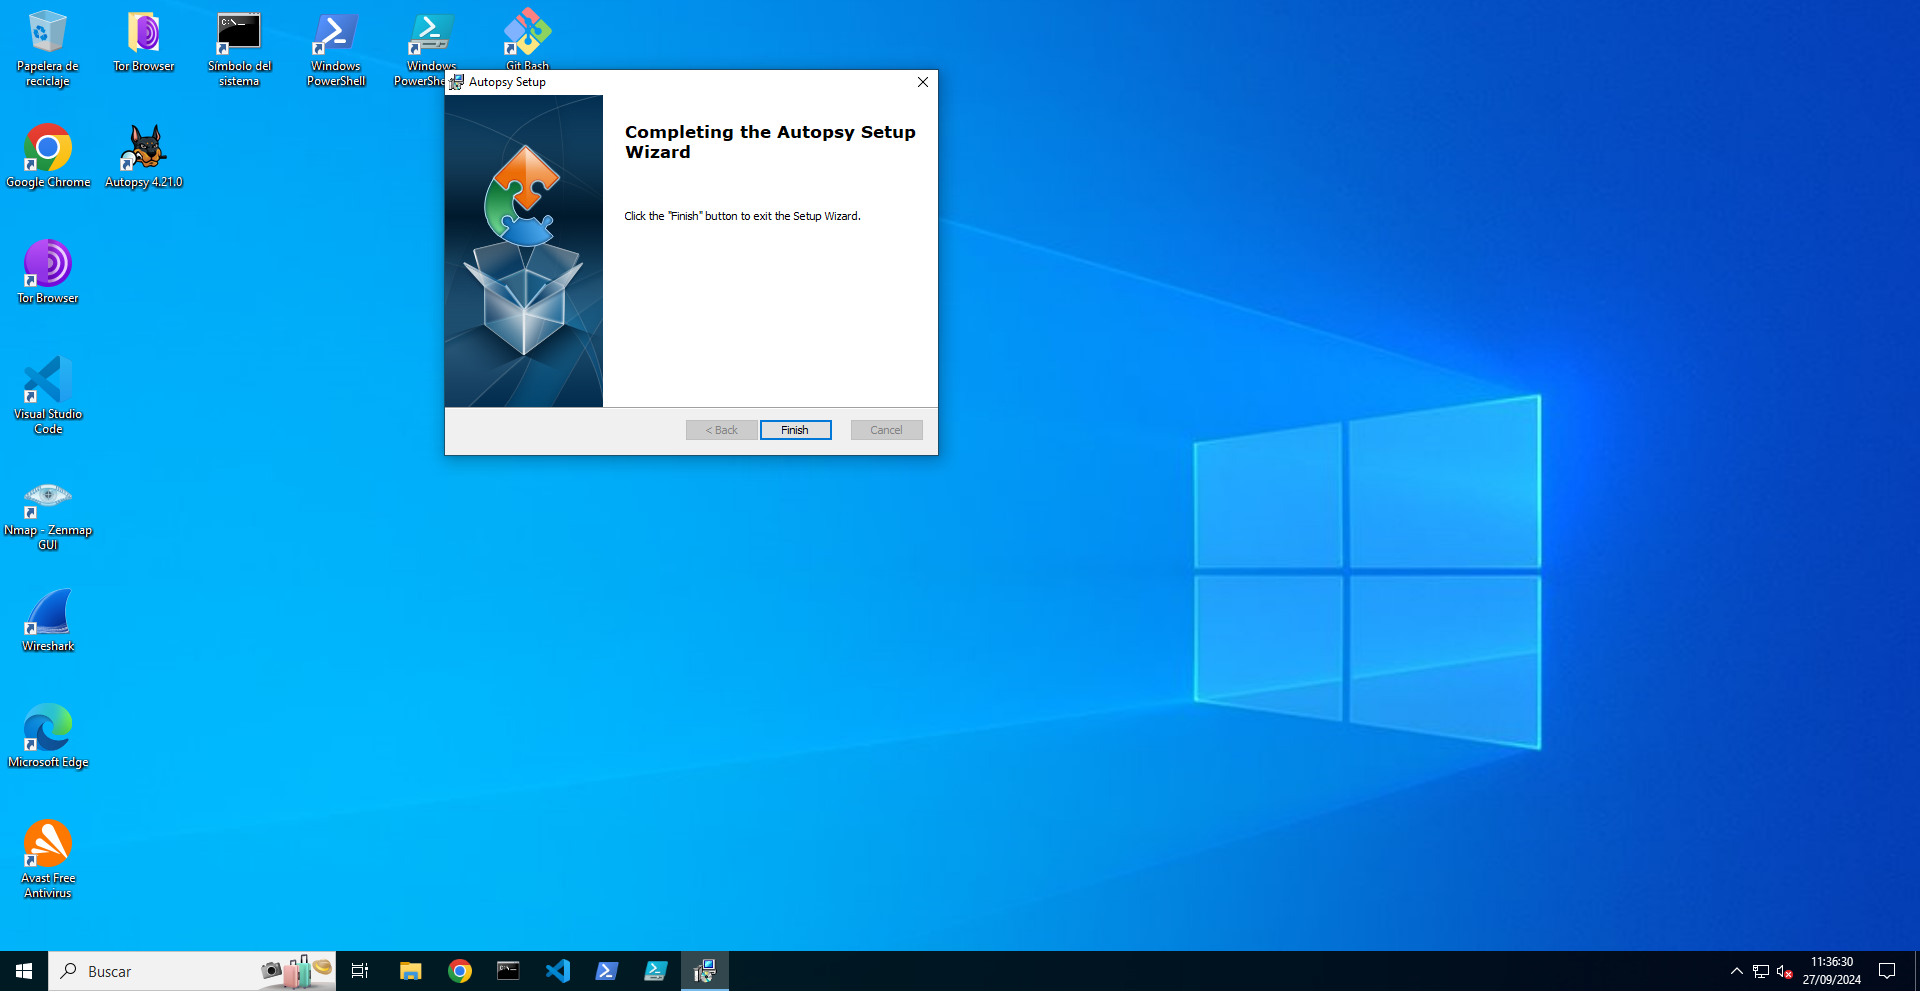 Papelera de
reciclaje
Tor Browser
Símbolo del
sistema
Windows
PowerShell
Windows
Git Bash
Google Chrome
Autopsy 4.21.0
Tor Browser
Visual Studio
Code
Nmap - Zenmap
GUI
Wireshark
Microsoft Edge
Avast Free
Antivirus
Autopsy Setup
Completing the Autopsy Setup
Wizard
Click the "Finish" button to exit the Setup Wizard.
< Back
Finish
Cancel
Buscar
11:36:30
27/09/2024